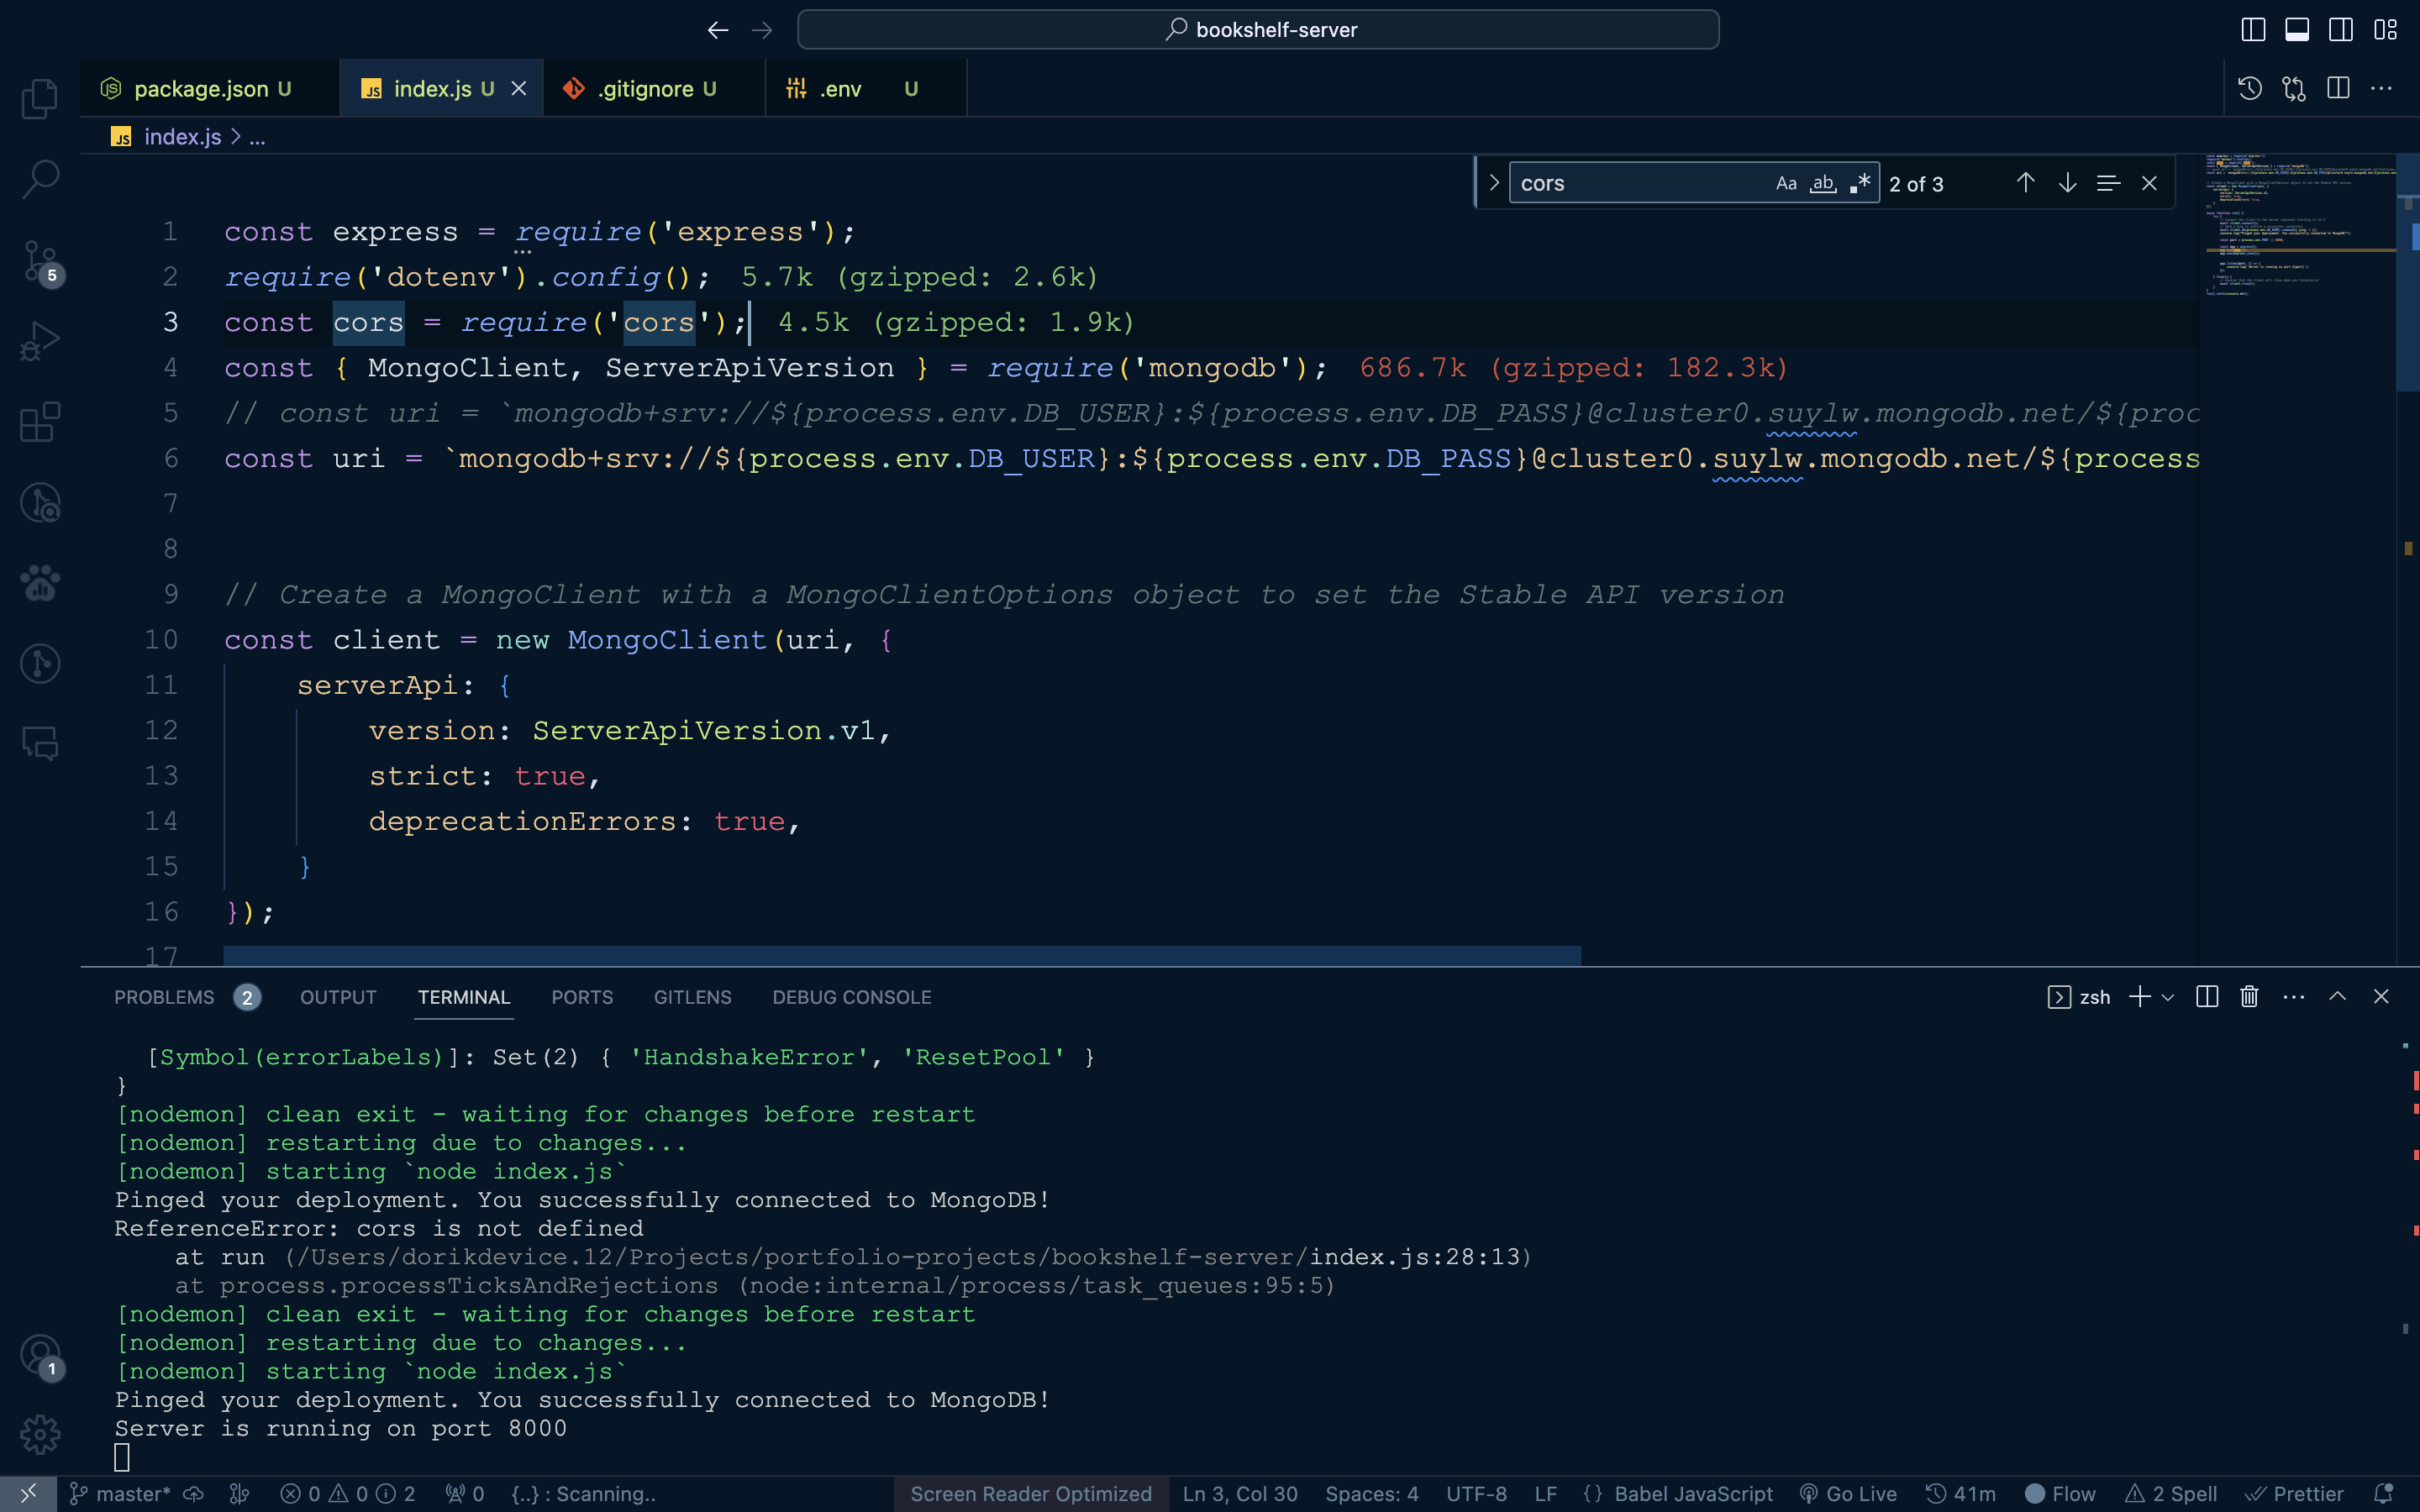 bookshelf-server
package.json U
index.js U
.gitignore U
.env U
index.js > ...
cors Aa ab .* 2 of 3
1 const express = require('express');
2 require('dotenv').config(); 5.7k (gzipped: 2.6k)
3 const cors = require('cors'); 4.5k (gzipped: 1.9k)
4 const { MongoClient, ServerApiVersion } = require('mongodb'); 686.7k (gzipped: 182.3k)
5 // const uri = `mongodb+srv://${process.env.DB_USER}:${process.env.DB_PASS}@cluster0.suylw.mongodb.net/${proc
6 const uri = `mongodb+srv://${process.env.DB_USER}:${process.env.DB_PASS}@cluster0.suylw.mongodb.net/${process
7
8
9 // Create a MongoClient with a MongoClientOptions object to set the Stable API version
10 const client = new MongoClient(uri, {
11 serverApi: {
12 version: ServerApiVersion.v1,
13 strict: true,
14 deprecationErrors: true,
15 }
16 });
17
5
PROBLEMS 2 OUTPUT TERMINAL PORTS GITLENS DEBUG CONSOLE zsh
[Symbol(errorLabels)]: Set(2) { 'HandshakeError', 'ResetPool' }
}
[nodemon] clean exit - waiting for changes before restart
[nodemon] restarting due to changes...
[nodemon] starting `node index.js`
Pinged your deployment. You successfully connected to MongoDB!
ReferenceError: cors is not defined
at run (/Users/dorikdevice.12/Projects/portfolio-projects/bookshelf-server/index.js:28:13)
at process.processTicksAndRejections (node:internal/process/task_queues:95:5)
[nodemon] clean exit - waiting for changes before restart
[nodemon] restarting due to changes...
[nodemon] starting `node index.js`
Pinged your deployment. You successfully connected to MongoDB!
Server is running on port 8000
1
master* 0 0 2 0 {..} : Scanning.. Screen Reader Optimized Ln 3, Col 30 Spaces: 4 UTF-8 LF {} Babel JavaScript Go Live 41m Flow 2 Spell Prettier